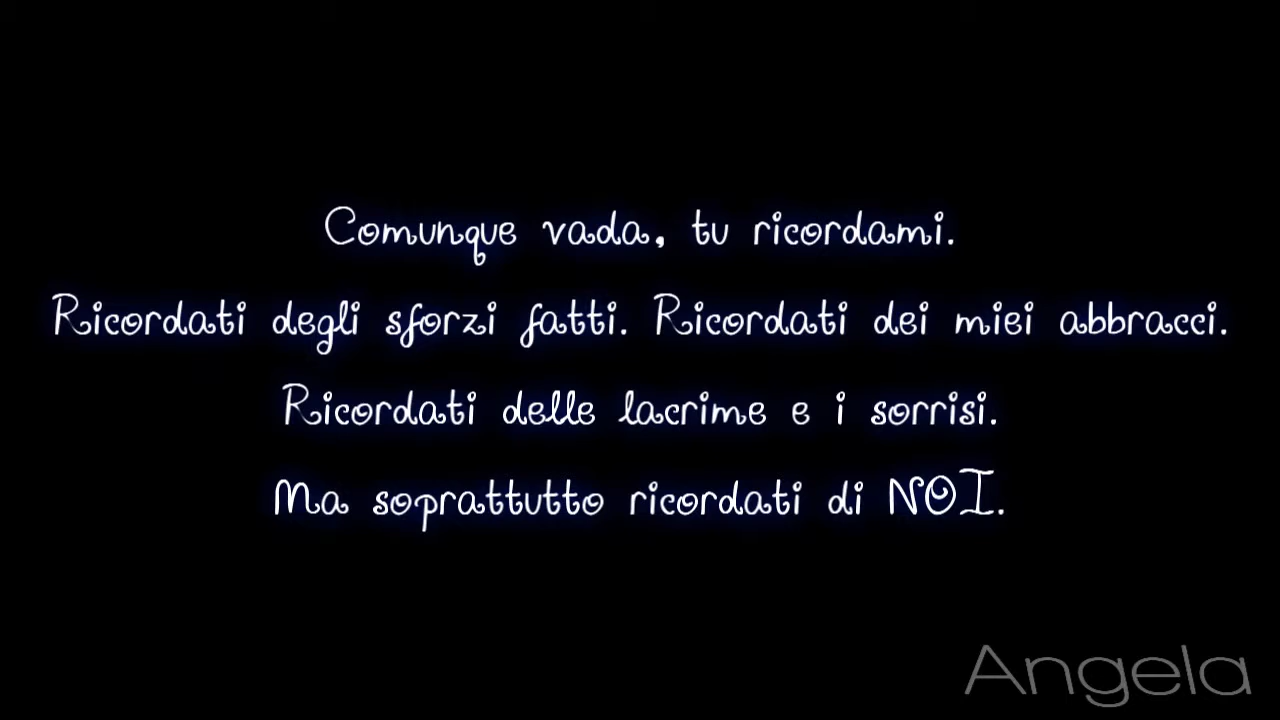 Comunque vada, tu ricordami.
Ricordati degli sforzi fatti. Ricordati dei miei abbracci.
Ricordati delle lacrime e i sorrisi.
Ma soprattutto ricordati di NOI.
Angela